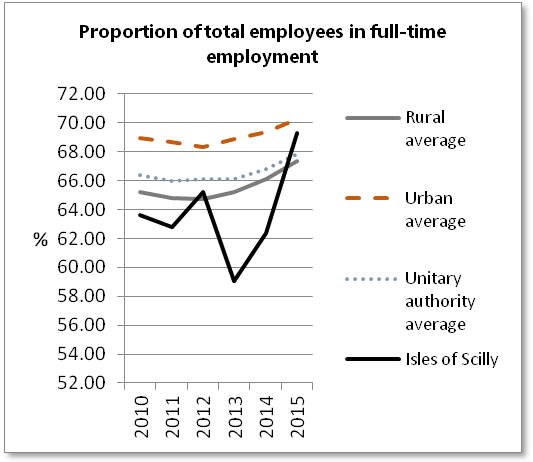 Proportion of total employees in full-time
employment
72.00
70.00
68.00
66.00
64.00
62.00
60.00
58.00
56.00
54.00
52.00
%
2010
2011
2012
2013
2014
2015
Rural
average
Urban
average
Unitary
authority
average
Isles of Scilly